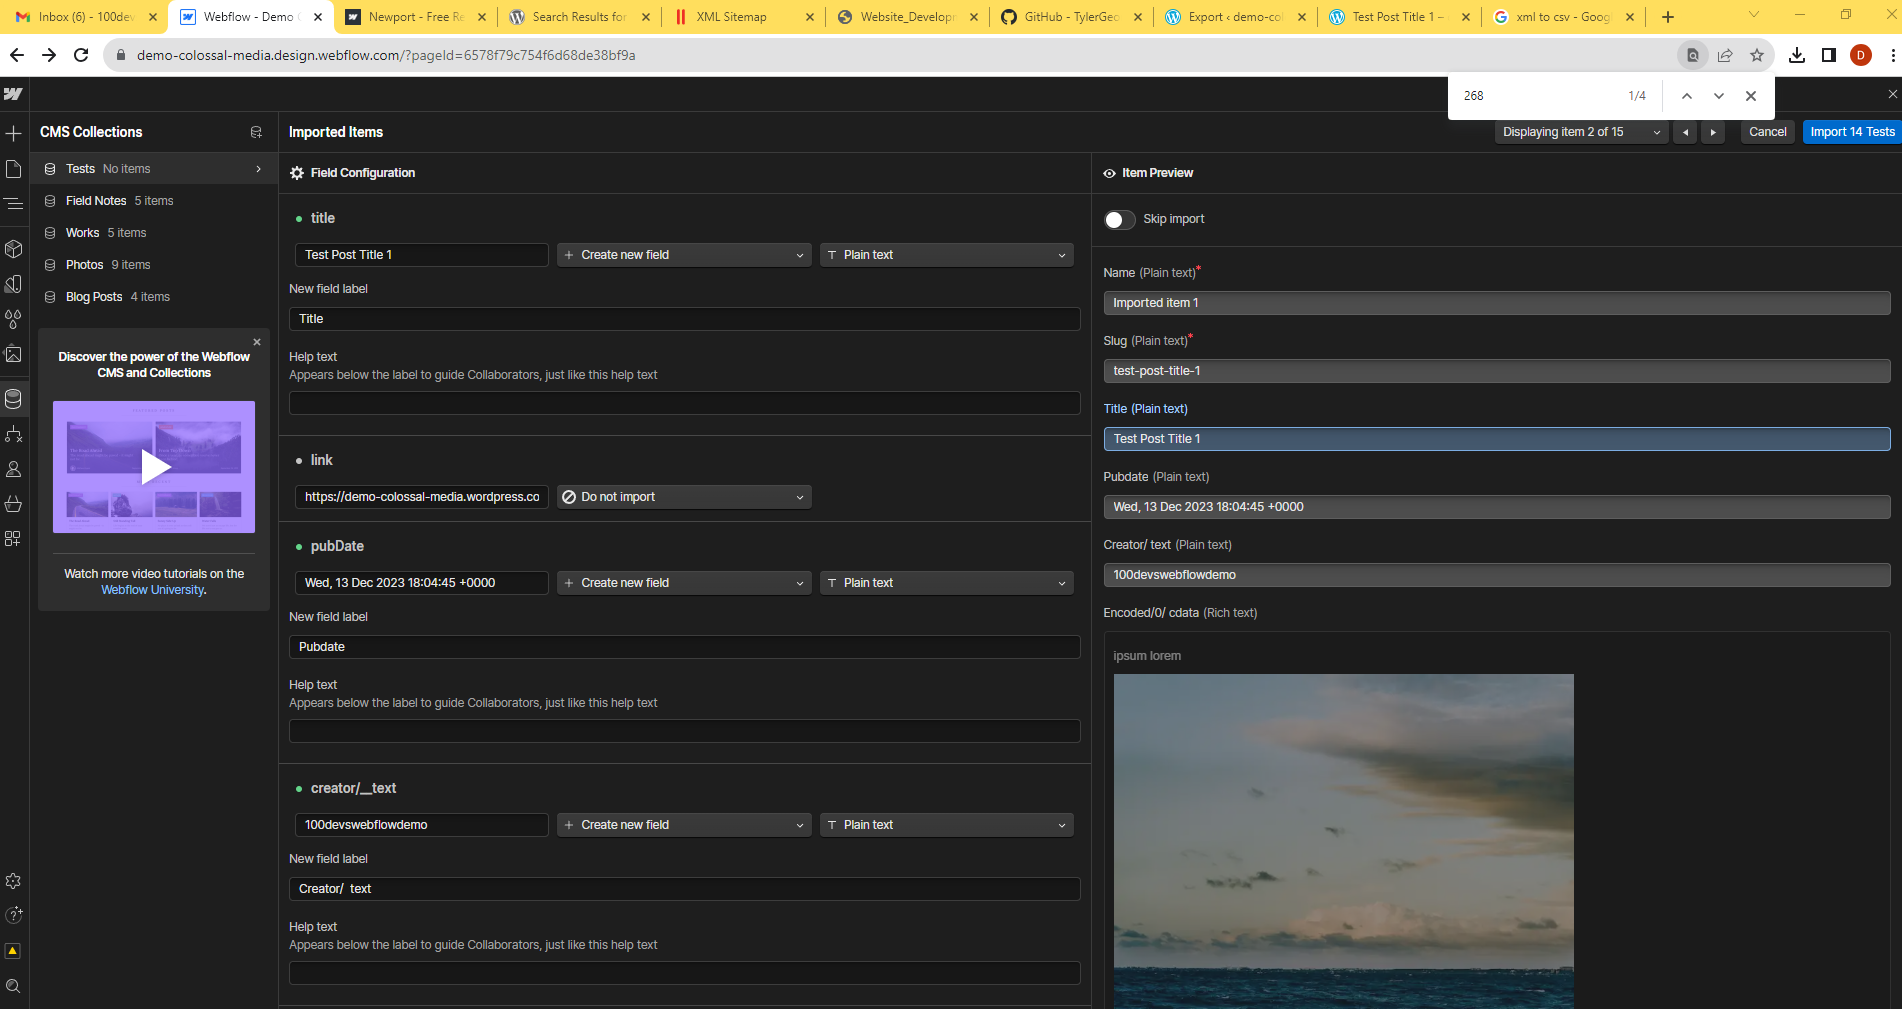 Inbox (6) - 100dev
Webflow - Demo C
Newport - Free Re
Search Results for
XML Sitemap
Website_Developm
GitHub - TylerGeo
Export ‹ demo-co
Test Post Title 1 –
xml to csv - Goog
demo-colossal-media.design.webflow.com/?pageId=6578f79c754f6d68de38bf9a
D
268
1/4
CMS Collections
Imported Items
Displaying item 2 of 15
Cancel
Import 14 Tests
Tests No items
Field Notes 5 items
Works 5 items
Photos 9 items
Blog Posts 4 items
Discover the power of the Webflow
CMS and Collections
Watch more video tutorials on the
Webflow University.
Field Configuration
title
Test Post Title 1
+ Create new field
T Plain text
New field label
Title
Help text
Appears below the label to guide Collaborators, just like this help text
link
https://demo-colossal-media.wordpress.co
Do not import
pubDate
Wed, 13 Dec 2023 18:04:45 +0000
+ Create new field
T Plain text
New field label
Pubdate
Help text
Appears below the label to guide Collaborators, just like this help text
creator/__text
100devswebflowdemo
+ Create new field
T Plain text
New field label
Creator/ text
Help text
Appears below the label to guide Collaborators, just like this help text
Item Preview
Skip import
Name (Plain text)*
Imported item 1
Slug (Plain text)*
test-post-title-1
Title (Plain text)
Test Post Title 1
Pubdate (Plain text)
Wed, 13 Dec 2023 18:04:45 +0000
Creator/ text (Plain text)
100devswebflowdemo
Encoded/0/ cdata (Rich text)
ipsum lorem